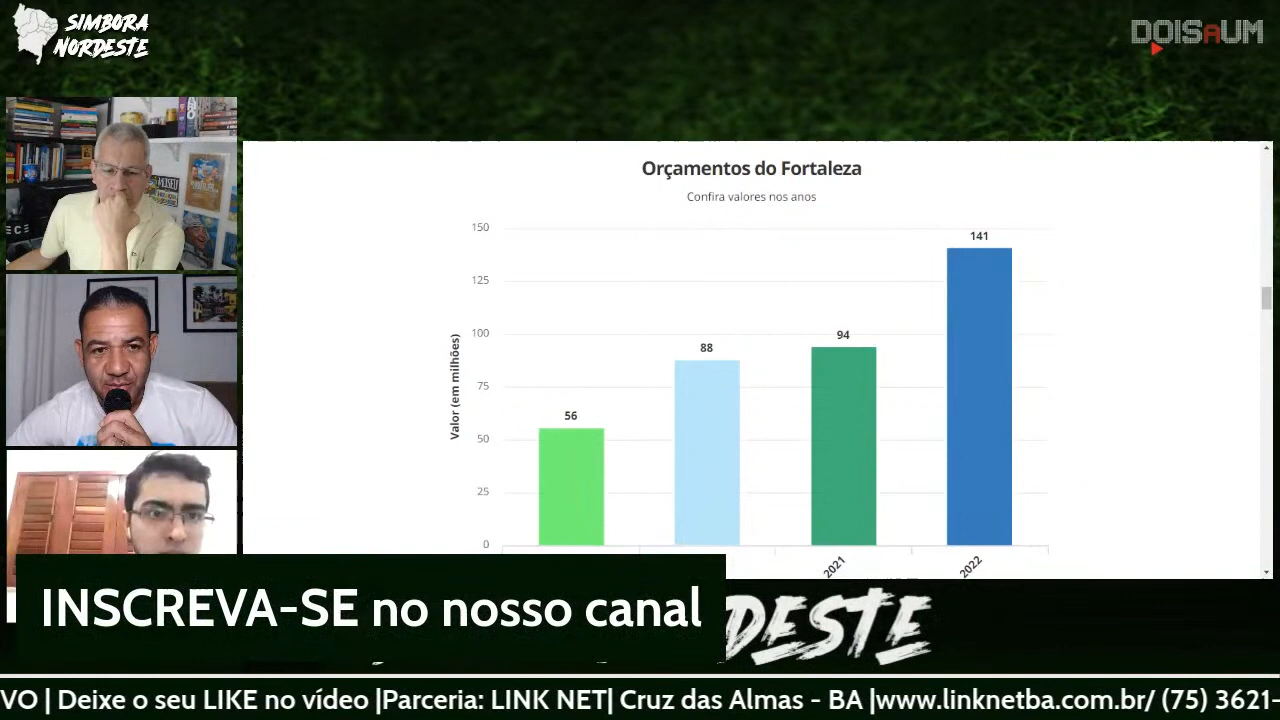 SIMBORA
NORDESTE
DOISAUM
Orçamentos do Fortaleza
Confira valores nos anos
Valor (em milhões)
150
125
100
75
50
25
0
56
88
94
141
2021
2022
MUSEU
INSCREVA-SE no nosso canal
DESTE
VO | Deixe o seu LIKE no vídeo |Parceria: LINK NET| Cruz das Almas - BA |www.linknetba.com.br/ (75) 3621-